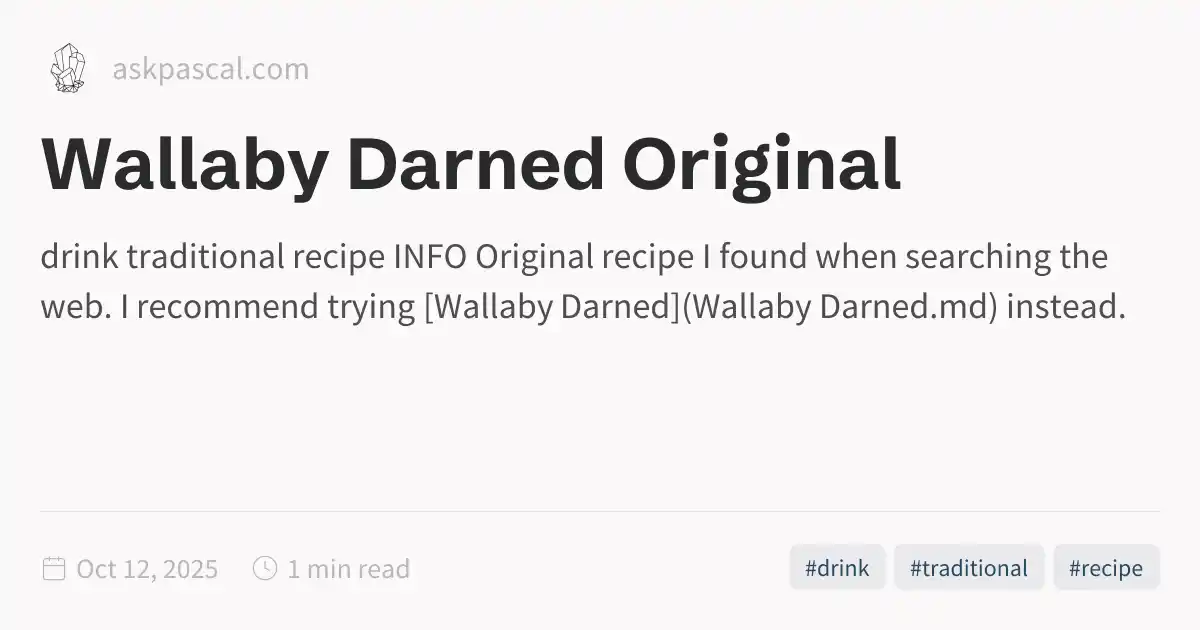 askpascal.com
Wallaby Darned Original
drink traditional recipe INFO Original recipe I found when searching the
web. I recommend trying [Wallaby Darned](Wallaby Darned.md) instead.
Oct 12, 2025
1 min read
#drink
#traditional
#recipe